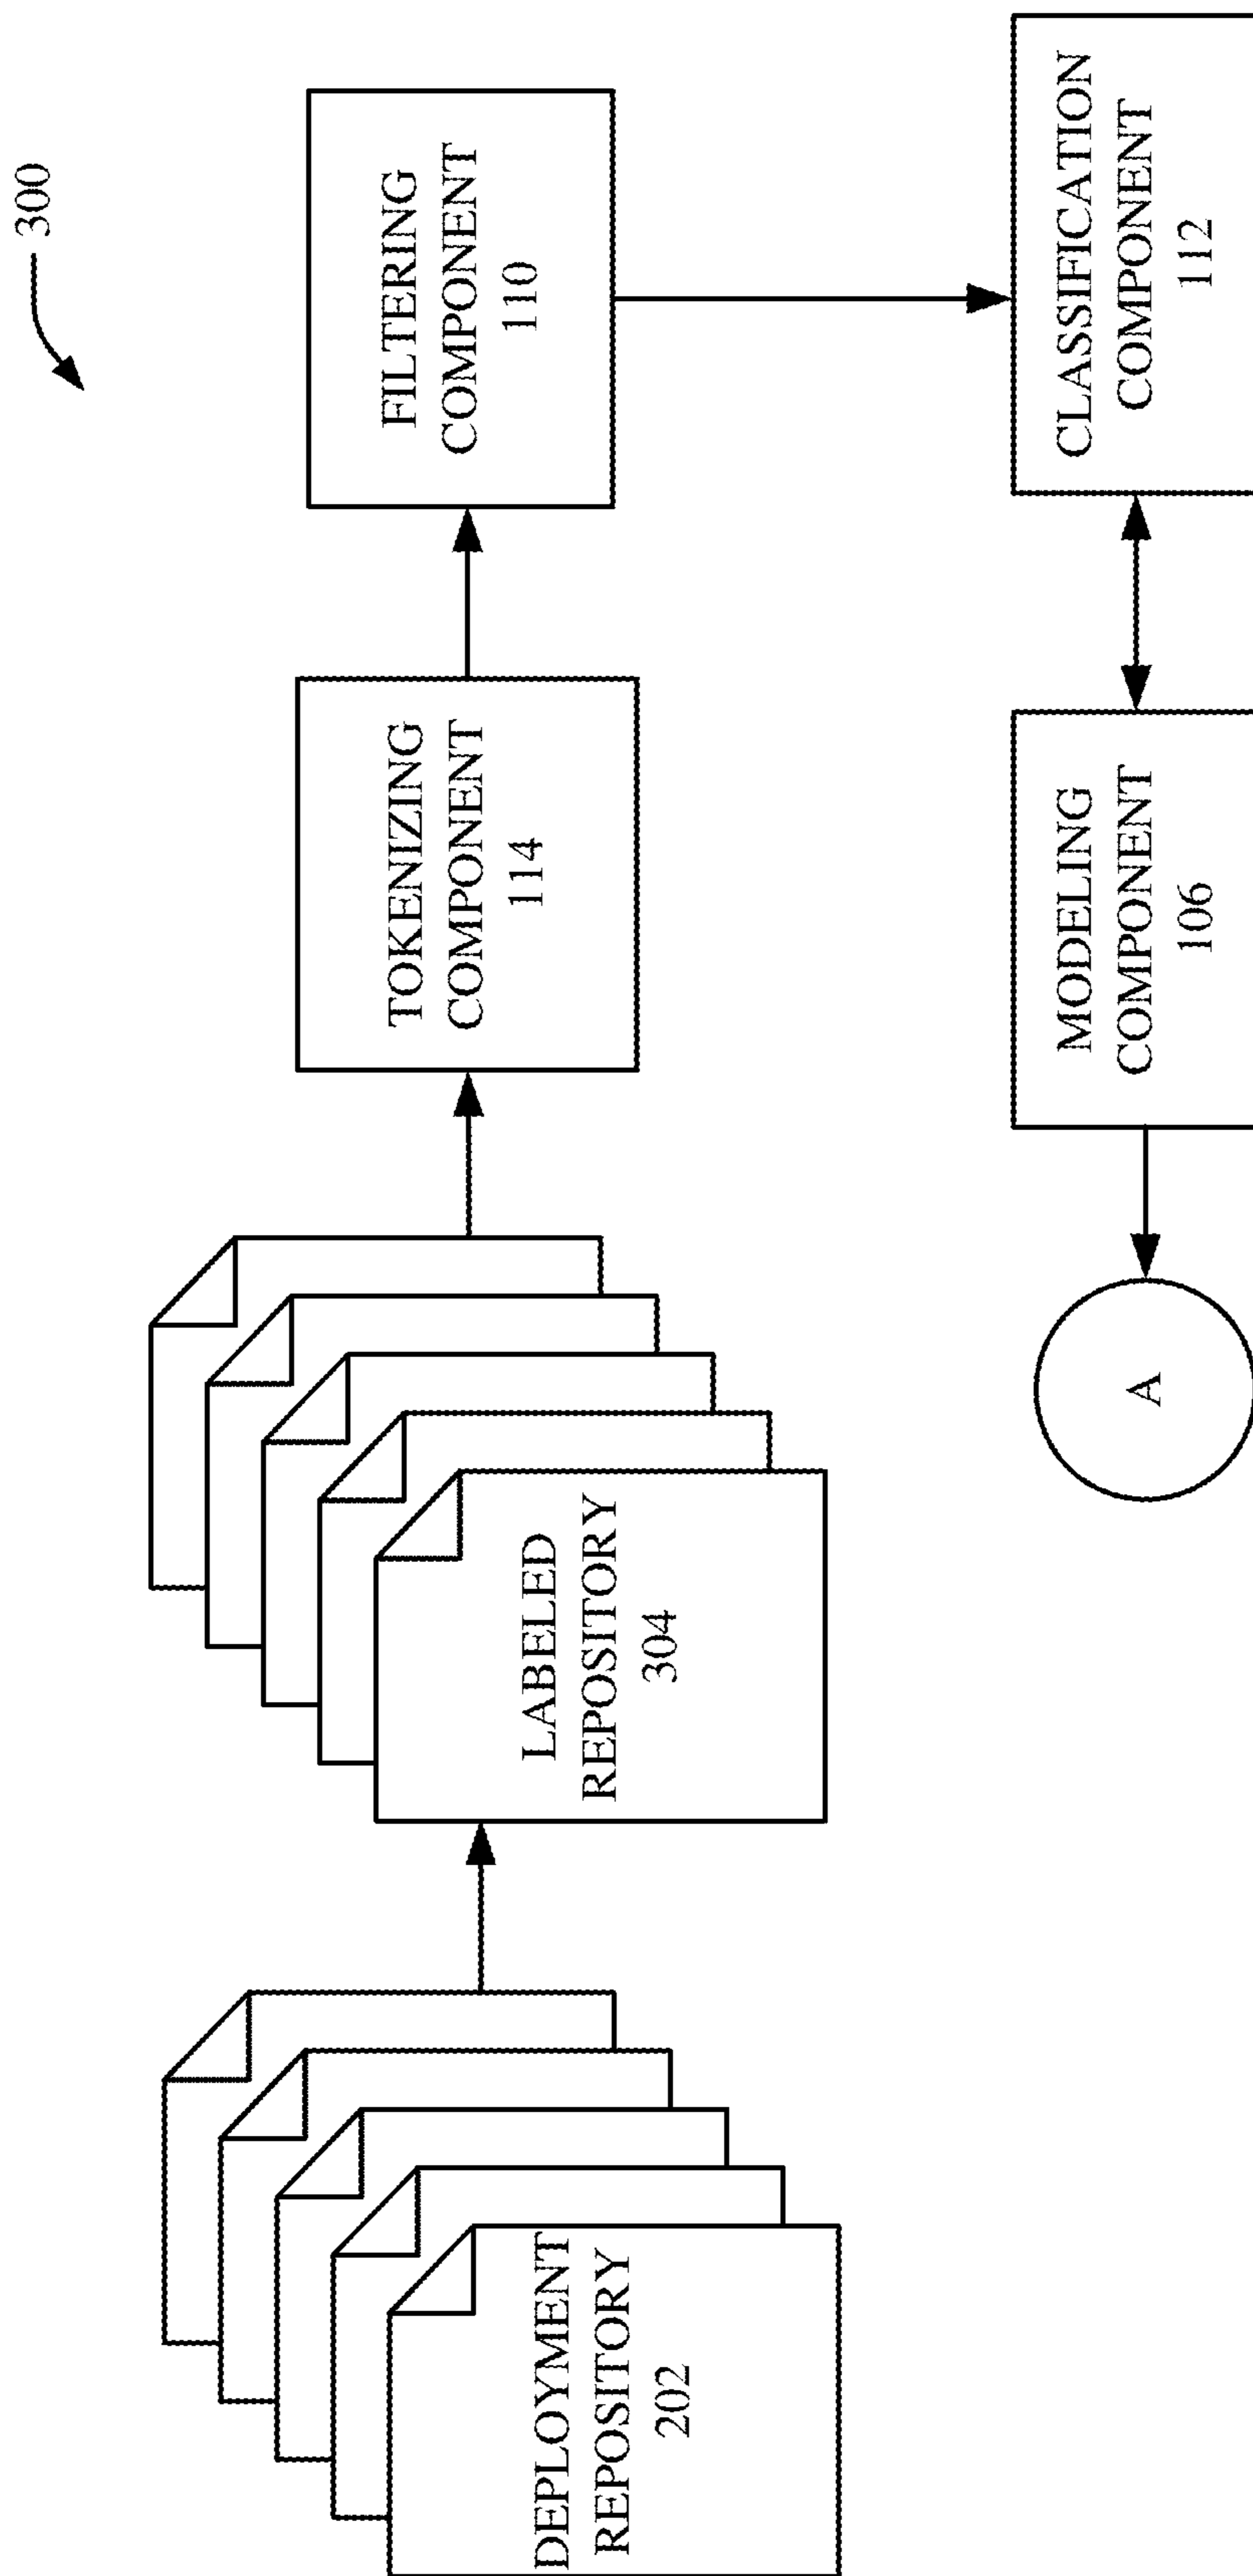 300
DEPLOYMENT
REPOSITORY
202
LABELED
REPOSITORY
304
TOKENIZING
COMPONENT
114
FILTERING
COMPONENT
110
A
MODELING
COMPONENT
106
CLASSIFICATION
COMPONENT
112